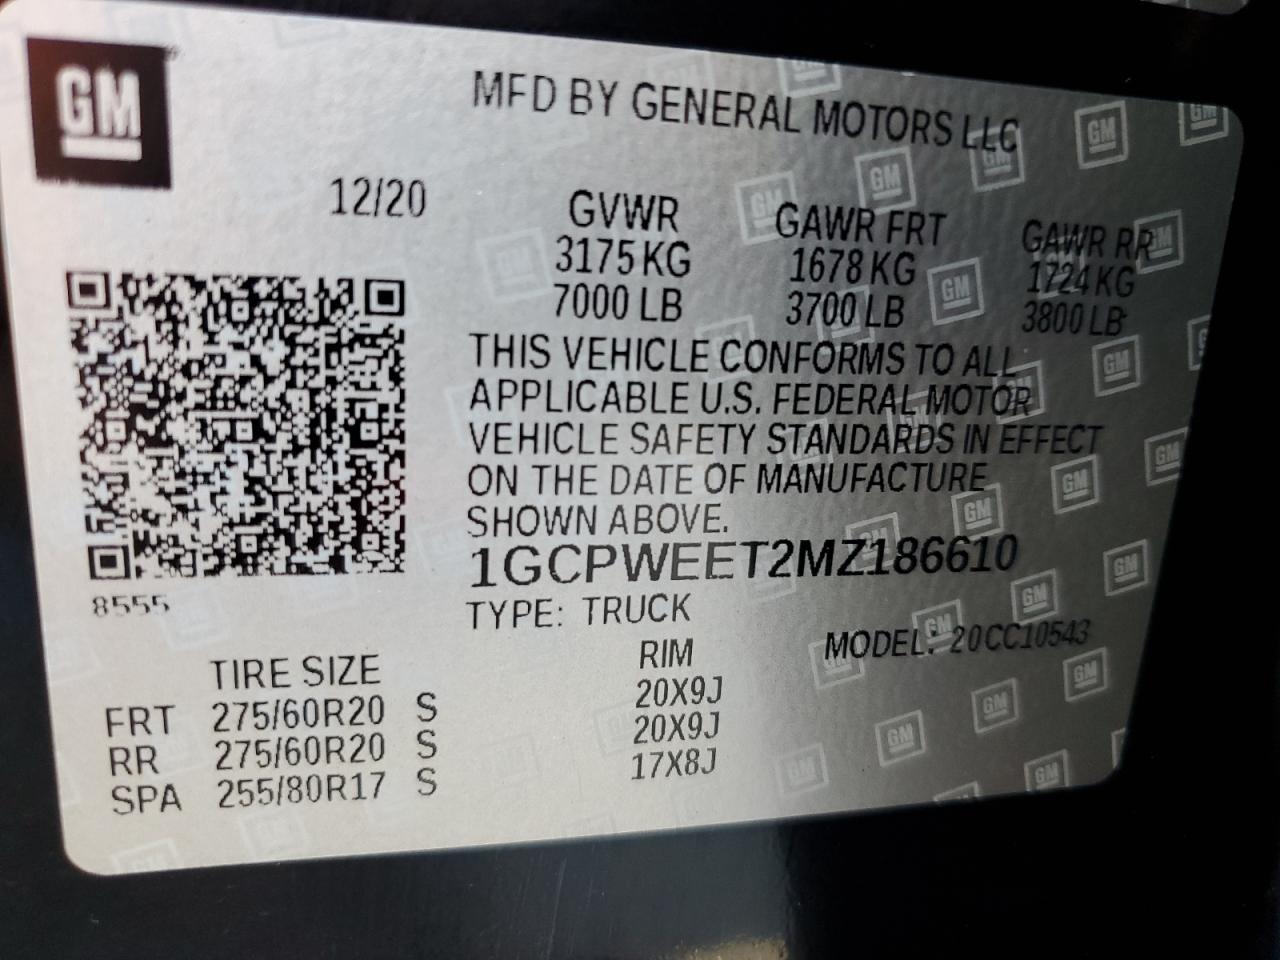 GM
MFD BY GENERAL MOTORS LLC
12/20
GVWR GAWR FRT GAWR RR
3175 KG 1678 KG 1724 KG
7000 LB 3700 LB 3800 LB
THIS VEHICLE CONFORMS TO ALL
APPLICABLE U.S. FEDERAL MOTOR
VEHICLE SAFETY STANDARDS IN EFFECT
ON THE DATE OF MANUFACTURE
SHOWN ABOVE.
1GCPWEET2MZ186610
8555
TYPE: TRUCK
MODEL: 20CC10543
TIRE SIZE RIM
FRT 275/60R20 S 20X9J
RR 275/60R20 S 20X9J
SPA 255/80R17 S 17X8J